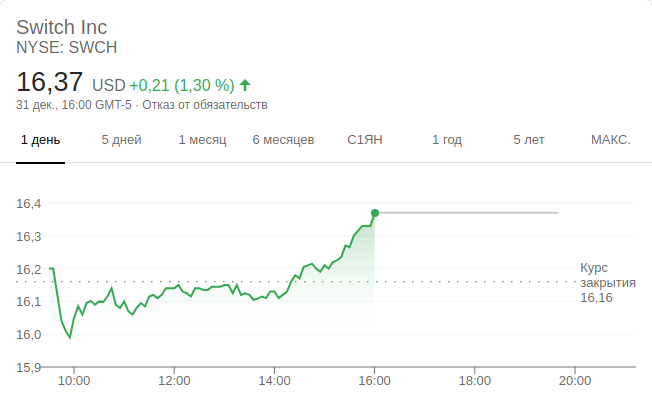 Switch Inc
NYSE: SWCH
16,37 USD +0,21 (1,30 %)
31 дек., 16:00 GMT-5 · Отказ от обязательств
1 день 5 дней 1 месяц 6 месяцев С1ЯН 1 год 5 лет МАКС.
16,4
16,3
16,2
16,1
16,0
15,9
Курс
закрытия
16,16
10:00 12:00 14:00 16:00 18:00 20:00